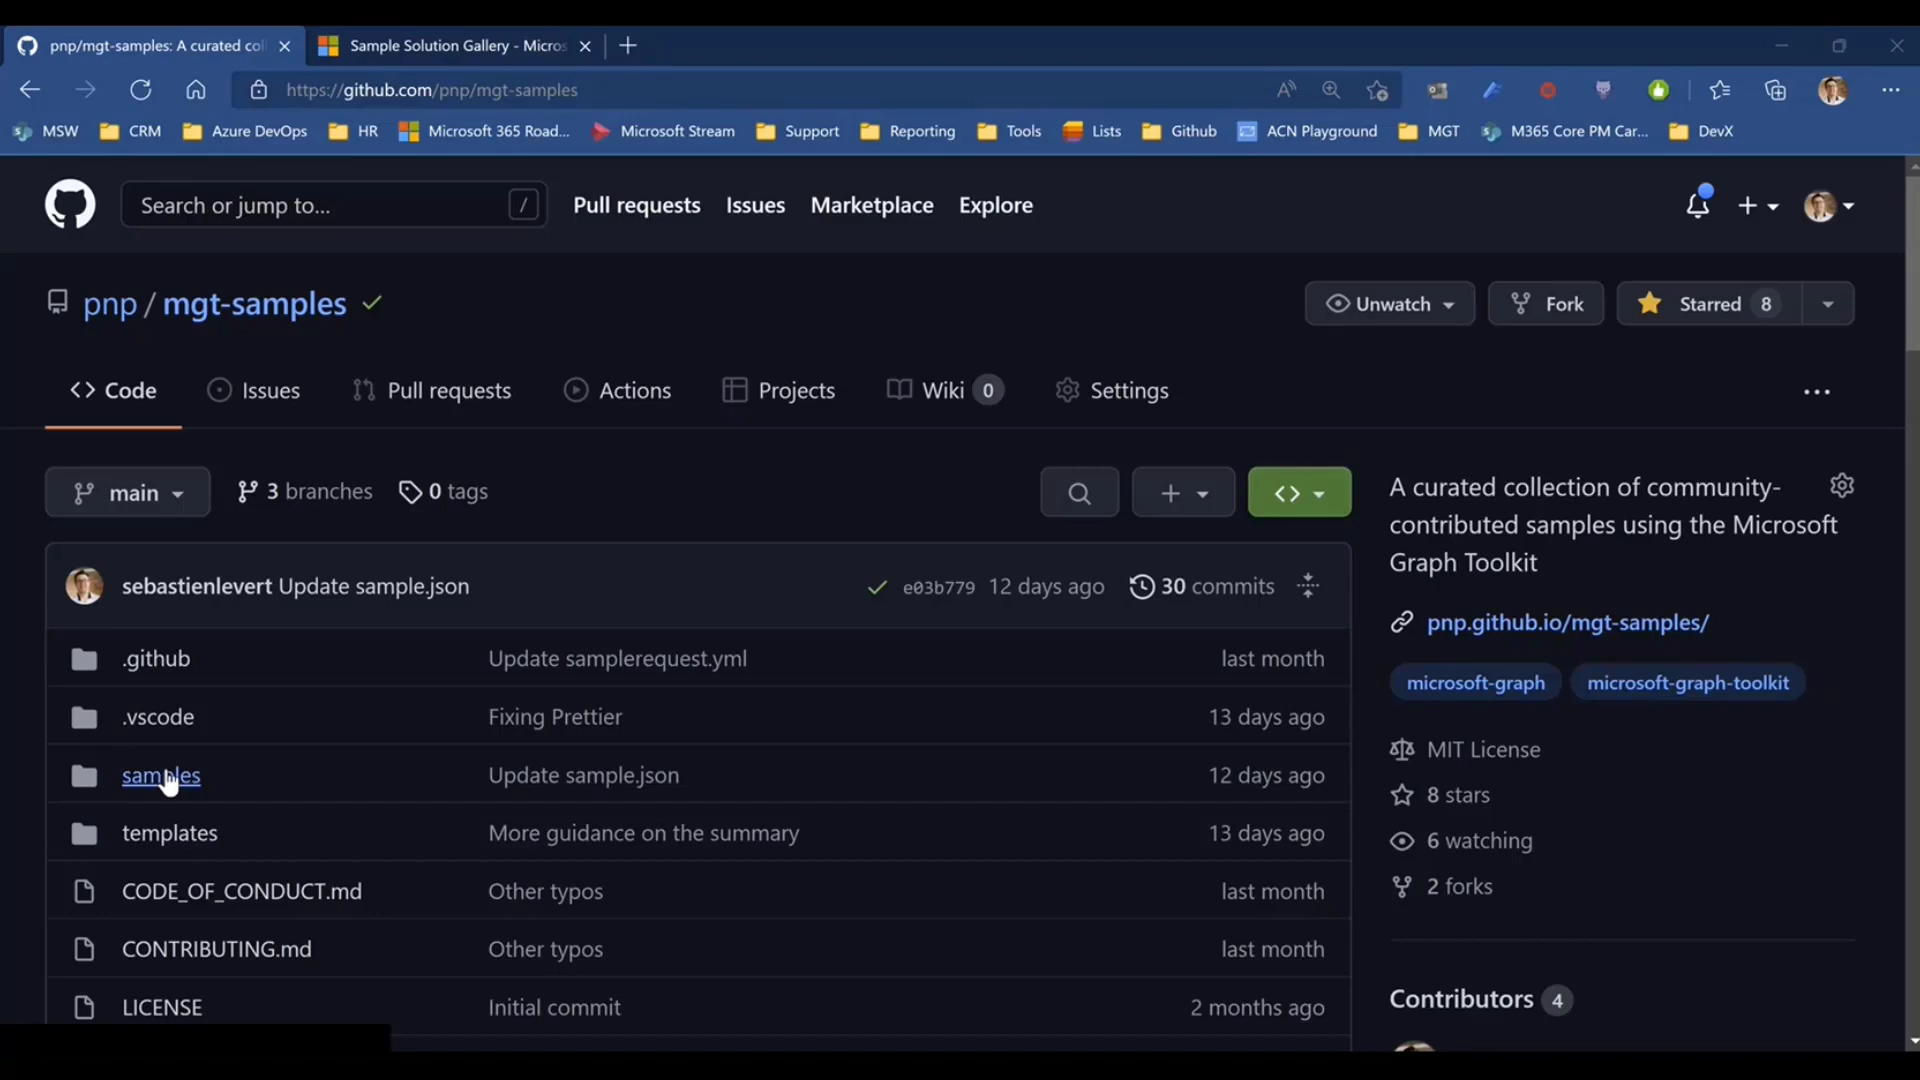 pnp/mgt-samples: A curated col
Sample Solution Gallery - Micros
https://github.com/pnp/mgt-samples
MSW
CRM
Azure DevOps
HR
Microsoft 365 Road...
Microsoft Stream
Support
Reporting
Tools
Lists
Github
ACN Playground
MGT
M365 Core PM Car...
DevX
Search or jump to...
/
Pull requests
Issues
Marketplace
Explore
pnp / mgt-samples
Unwatch
Fork
Starred 8
Code
Issues
Pull requests
Actions
Projects
Wiki 0
Settings
main
3 branches
0 tags
A curated collection of community-
contributed samples using the Microsoft
Graph Toolkit
sebastienlevert Update sample.json
e03b779 12 days ago
30 commits
pnp.github.io/mgt-samples/
.github
Update samplerequest.yml
last month
microsoft-graph
microsoft-graph-toolkit
.vscode
Fixing Prettier
13 days ago
MIT License
samples
Update sample.json
12 days ago
8 stars
templates
More guidance on the summary
13 days ago
6 watching
CODE_OF_CONDUCT.md
Other typos
last month
2 forks
CONTRIBUTING.md
Other typos
last month
Contributors 4
LICENSE
Initial commit
2 months ago